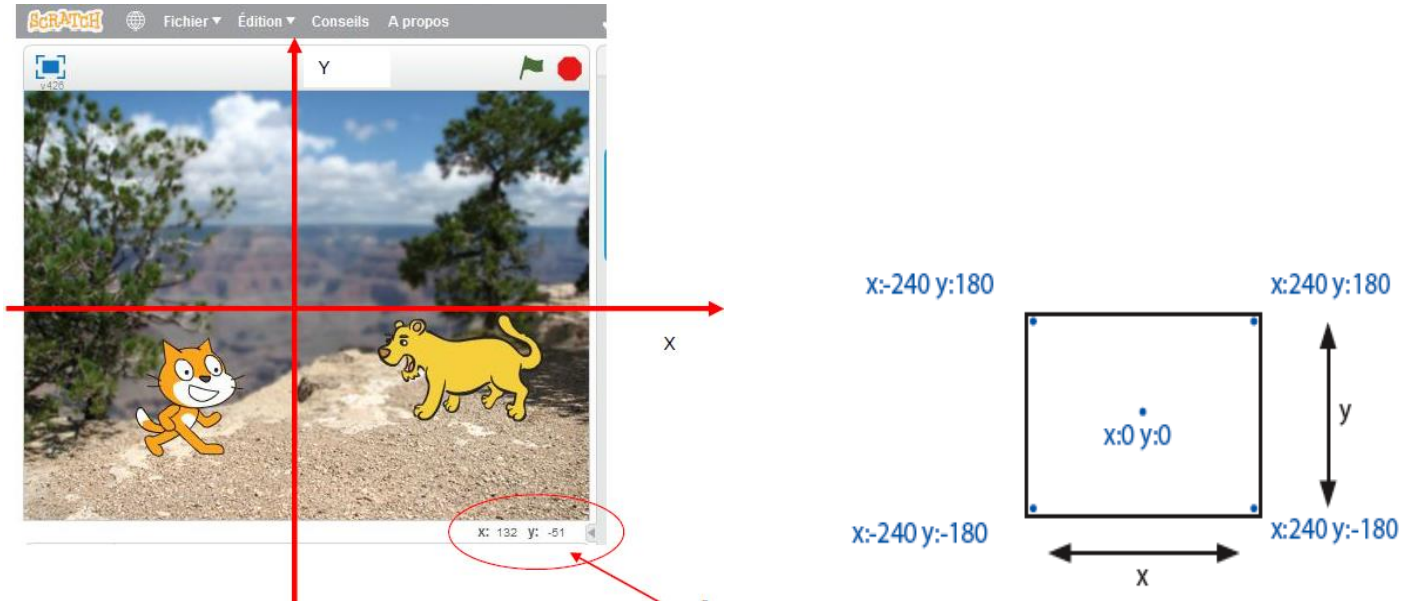 SCRATCH Fichier Édition Conseils A propos
v426
Y
X
x: 132 y: -51
x:-240 y:180
x:240 y:180
x:0 y:0
y
x:-240 y:-180
x:240 y:-180
x